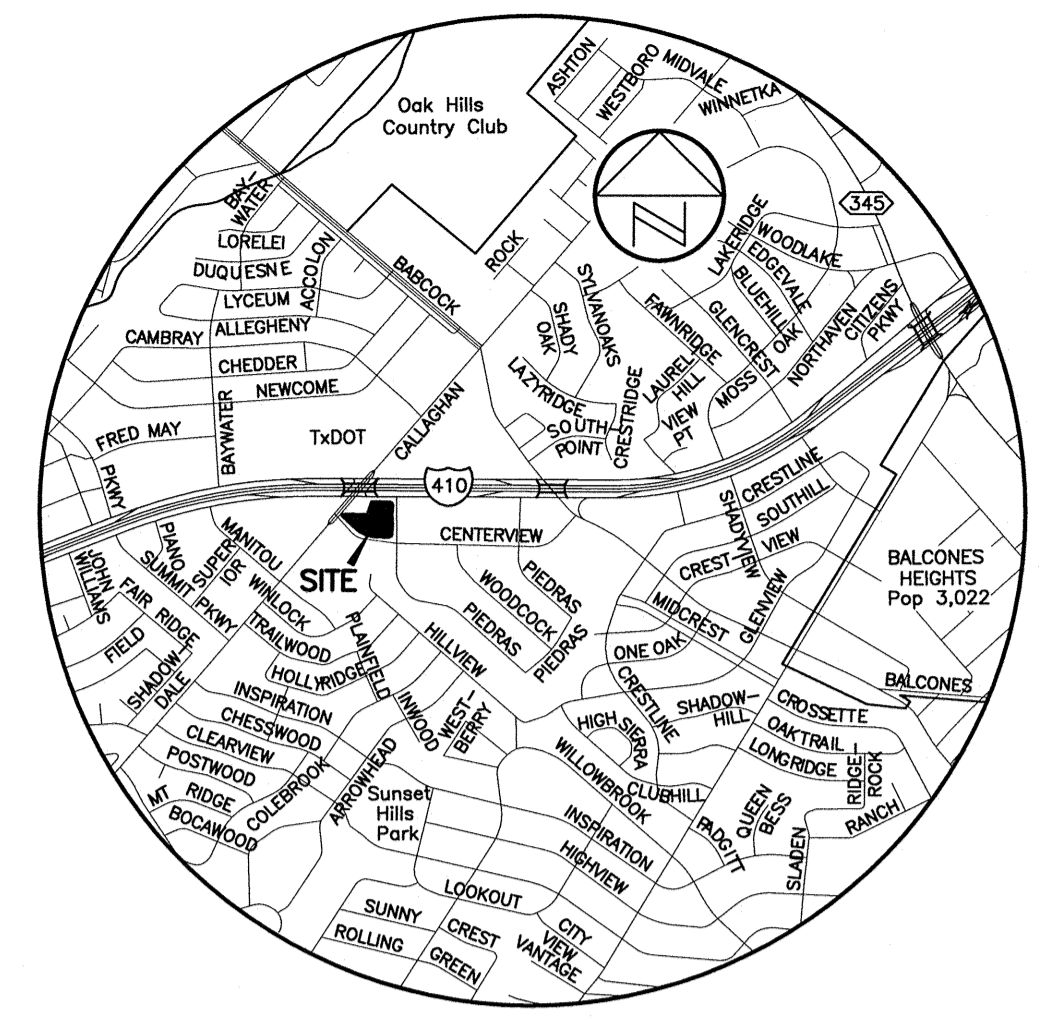 ASHTON
WESTBORO
MIDVALE
WINNETKA
Oak Hills
Country Club
N
345
BAY-
WATER
LORELEI
DUQUESNE
ACCOLON
LYCEUM
ALLEGHENY
CAMBRAY
CHEDDER
NEWCOME
BAYWATER
FRED MAY
PKWY
BABCOCK
ROCK
CALLAGHAN
TxDOT
SYLVANOAKS
SHADY
OAK
LAZYRIDGE
SOUTH
POINT
CRESTRIDGE
FAWNRIDGE
LAUREL
HILL
VIEW
PT
GLENCREST
MOSS
OAK
LAKERIDGE
WOODLAKE
EDGEVALE
BLUEHILL
NORTHAVEN
CITIZENS
PKWY
410
SITE
CENTERVIEW
PIEDRAS
WOODCOCK
PIEDRAS
PIEDRAS
HILLVIEW
SHADYVIEW
CRESTLINE
SOUTHILL
CREST-
VIEW
GLENVIEW
MIDCREST
ONE OAK
BALCONES
HEIGHTS
Pop 3,022
BALCONES
PIANO
MANITOU
SUPER
IOR
WINLOCK
SUMMIT PKWY
JOHN
WILLIAMS
FAIR RIDGE
FIELD
SHADOW
DALE
TRAILWOOD
HOLLYRIDGE
PLAINFIELD
INWOOD
WEST-
BERRY
INSPIRATION
CHESSWOOD
CLEARVIEW
POSTWOOD
MT
RIDGE
BOCAWOOD
COLEBROOK
ARROWHEAD
Sunset
Hills
Park
CRESTLINE
HIGH SIERRA
SHADOW-
HILL
CROSSETTE
OAKTRAIL
LONGRIDGE
RIDGE-
ROCK
RANCH
WILLOWBROOK
CLUBHILL
QUEEN
BESS
PADGITT
SLADEN
INSPIRATION
HIGHVIEW
LOOKOUT
SUNNY
CREST
ROLLING
GREEN
CITY
VIEW
VANTAGE